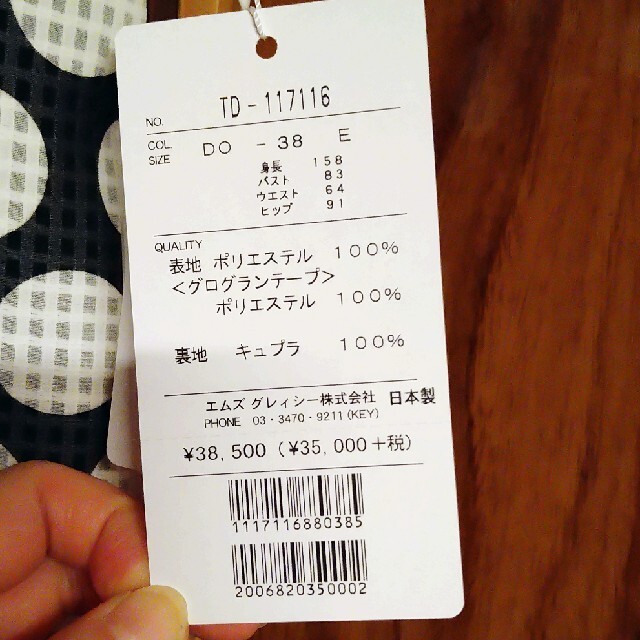 NO. TD-117116
COL. SIZE DO - 38 E
身長 158
バスト 83
ウエスト 64
ヒップ 91
QUALITY
表地 ポリエステル 100%
<グログランテープ>
ポリエステル 100%
裏地 キュプラ 100%
エムズ グレィシー株式会社 日本製
PHONE 03・3470・9211(KEY)
¥38,500 (¥35,000+税)
1117116880385
2006820350002